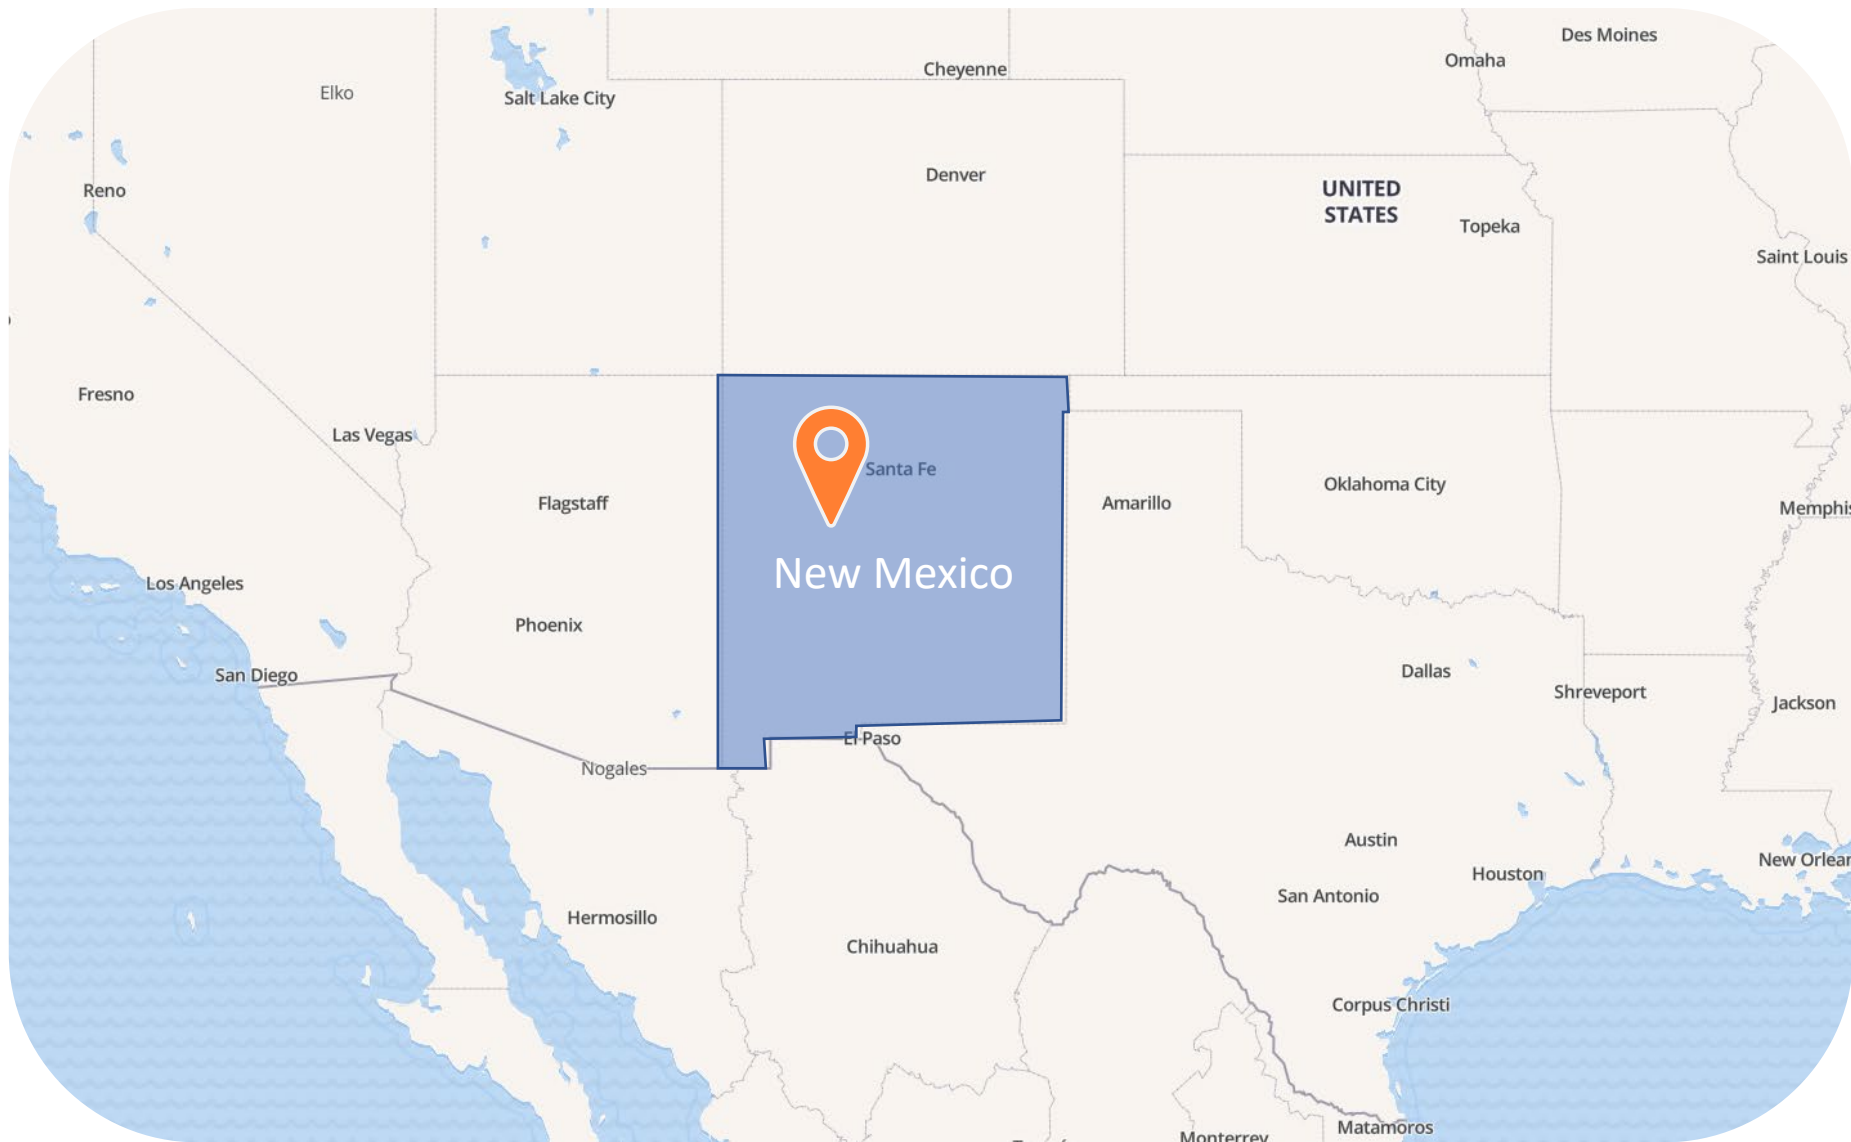 Des Moines
Omaha
Cheyenne
Elko
Salt Lake City
Denver
Reno
UNITED
STATES
Topeka
Saint Louis
Fresno
Las Vegas
Santa Fe
Flagstaff
Amarillo
Oklahoma City
Memphis
New Mexico
Los Angeles
Phoenix
San Diego
Dallas
Shreveport
Jackson
El Paso
Nogales
Austin
New Orlean
Houston
San Antonio
Hermosillo
Chihuahua
Corpus Christi
Matamoros
Monterrey